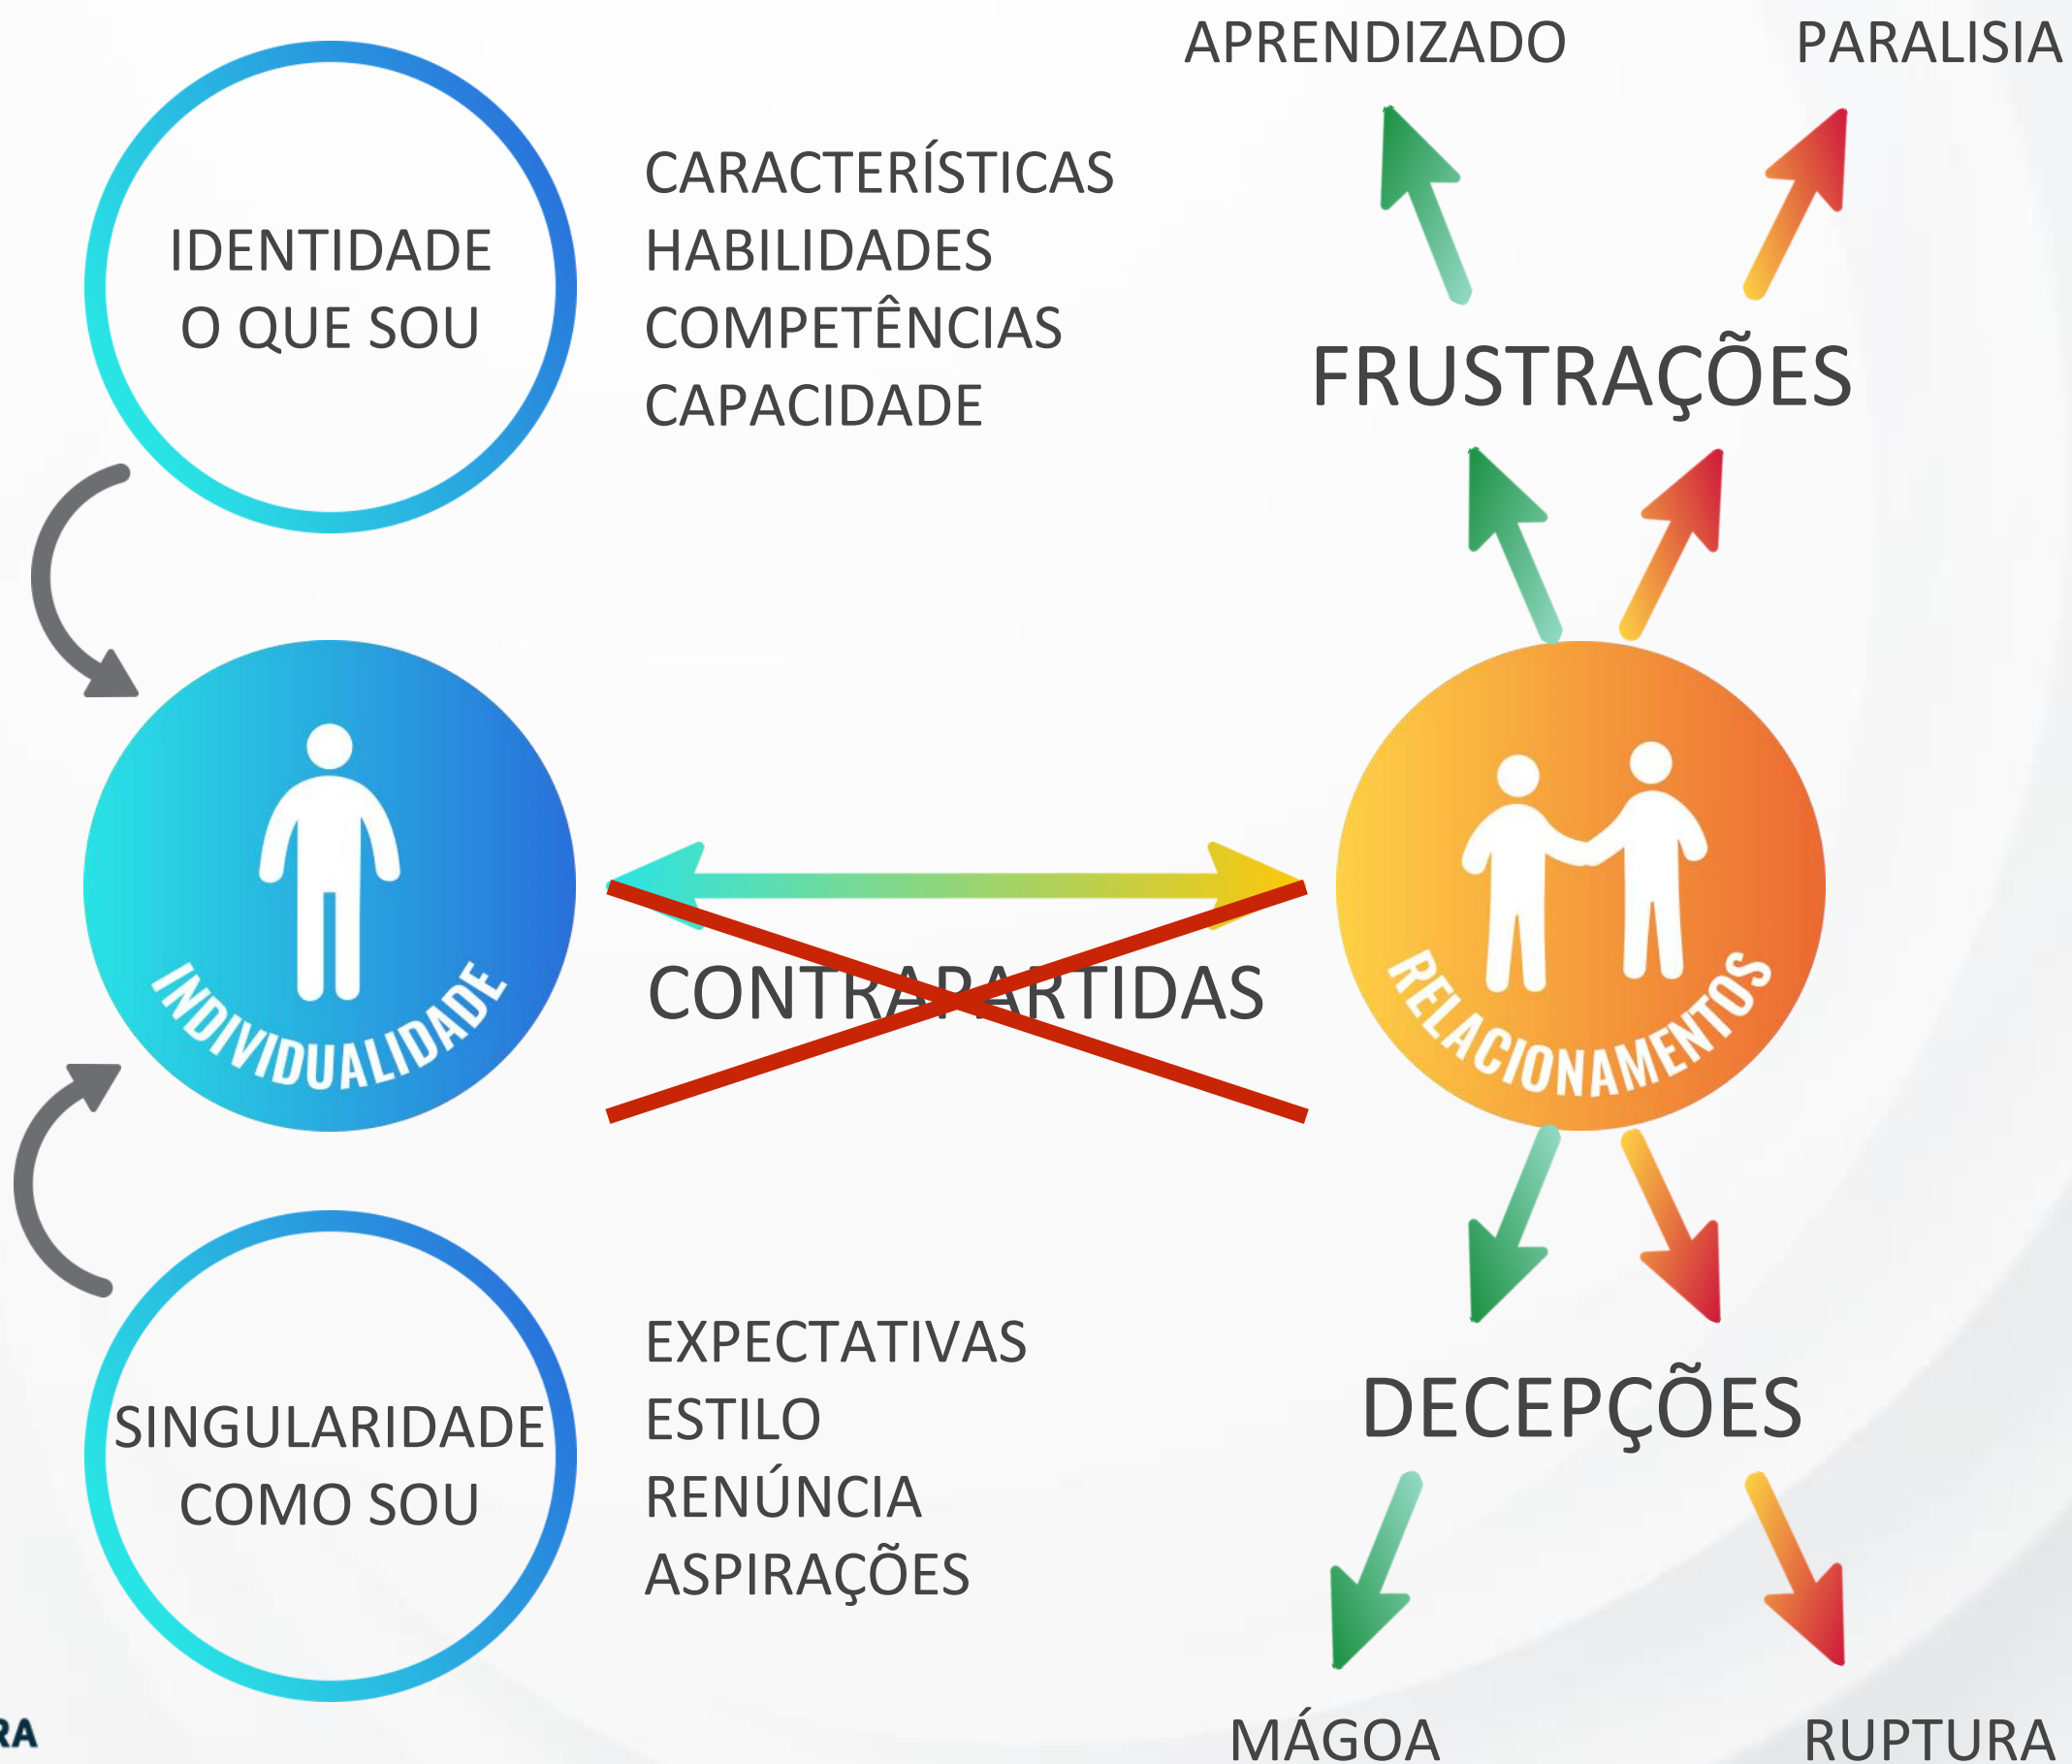 IDENTIDADE
O QUE SOU
CARACTERÍSTICAS
HABILIDADES
COMPETÊNCIAS
CAPACIDADE
APRENDIZADO
PARALISIA
FRUSTRAÇÕES
INDIVIDUALIDADE
CONTRAPARTIDAS
RELACIONAMENTOS
SINGULARIDADE
COMO SOU
EXPECTATIVAS
ESTILO
RENÚNCIA
ASPIRAÇÕES
DECEPÇÕES
MÁGOA
RUPTURA